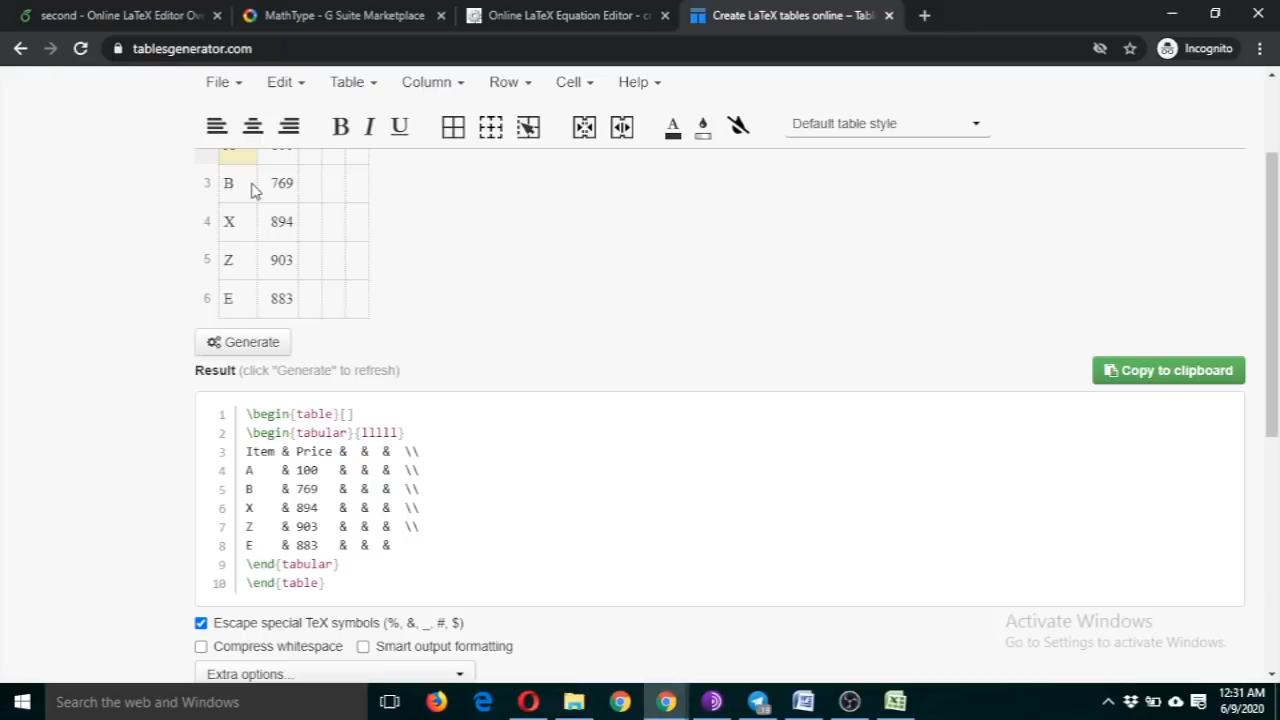 second - Online LaTeX Editor Ove
MathType - G Suite Marketplace
Online LaTeX Equation Editor - c
Create LaTeX tables online – Tabl
tablesgenerator.com
Incognito
File Edit Table Column Row Cell Help
B I U A Default table style
3 B 769
4 X 894
5 Z 903
6 E 883
Generate
Result (click "Generate" to refresh)
Copy to clipboard
1 \begin{table}[]
2 \begin{tabular}{lllll}
3 Item & Price & & & \\
4 A & 100 & & & \\
5 B & 769 & & & \\
6 X & 894 & & & \\
7 Z & 903 & & & \\
8 E & 883 & & &
9 \end{tabular}
10 \end{table}
Escape special TeX symbols (%, &, _, #, $)
Compress whitespace Smart output formatting
Extra options...
Activate Windows
Go to Settings to activate Windows.
Search the web and Windows
12:31 AM
6/9/2020